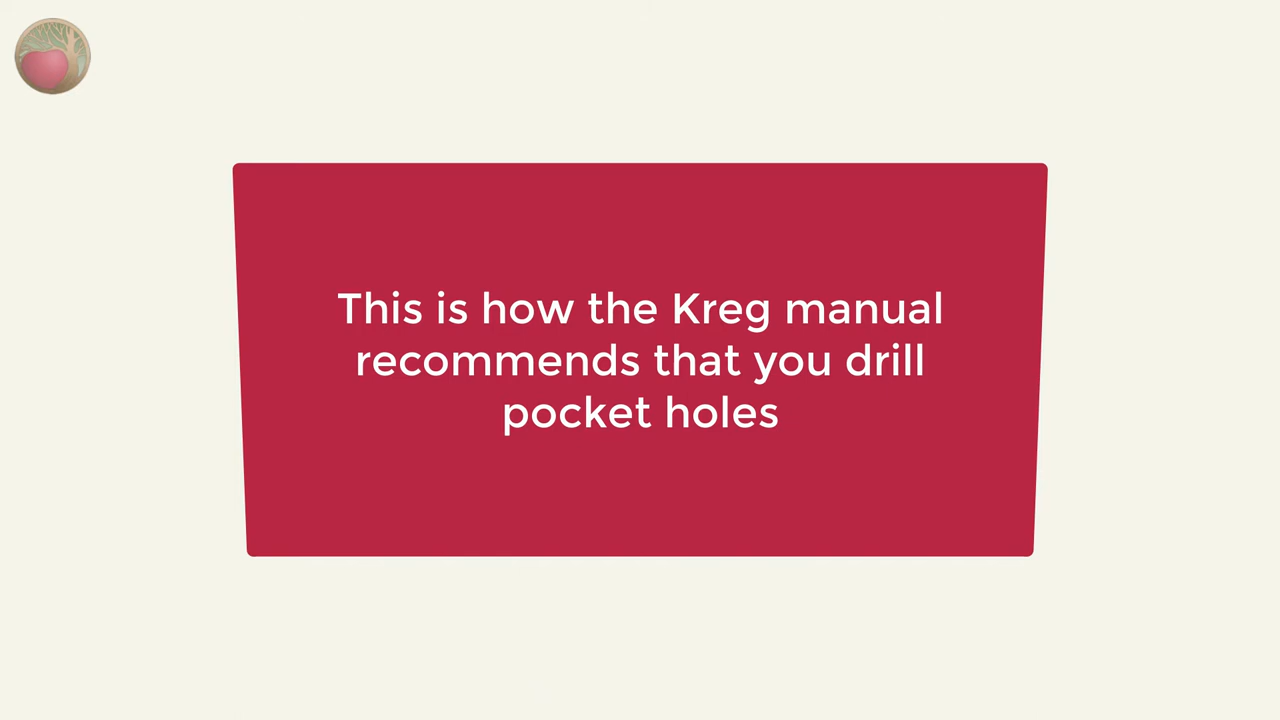 This is how the Kreg manual
recommends that you drill
pocket holes